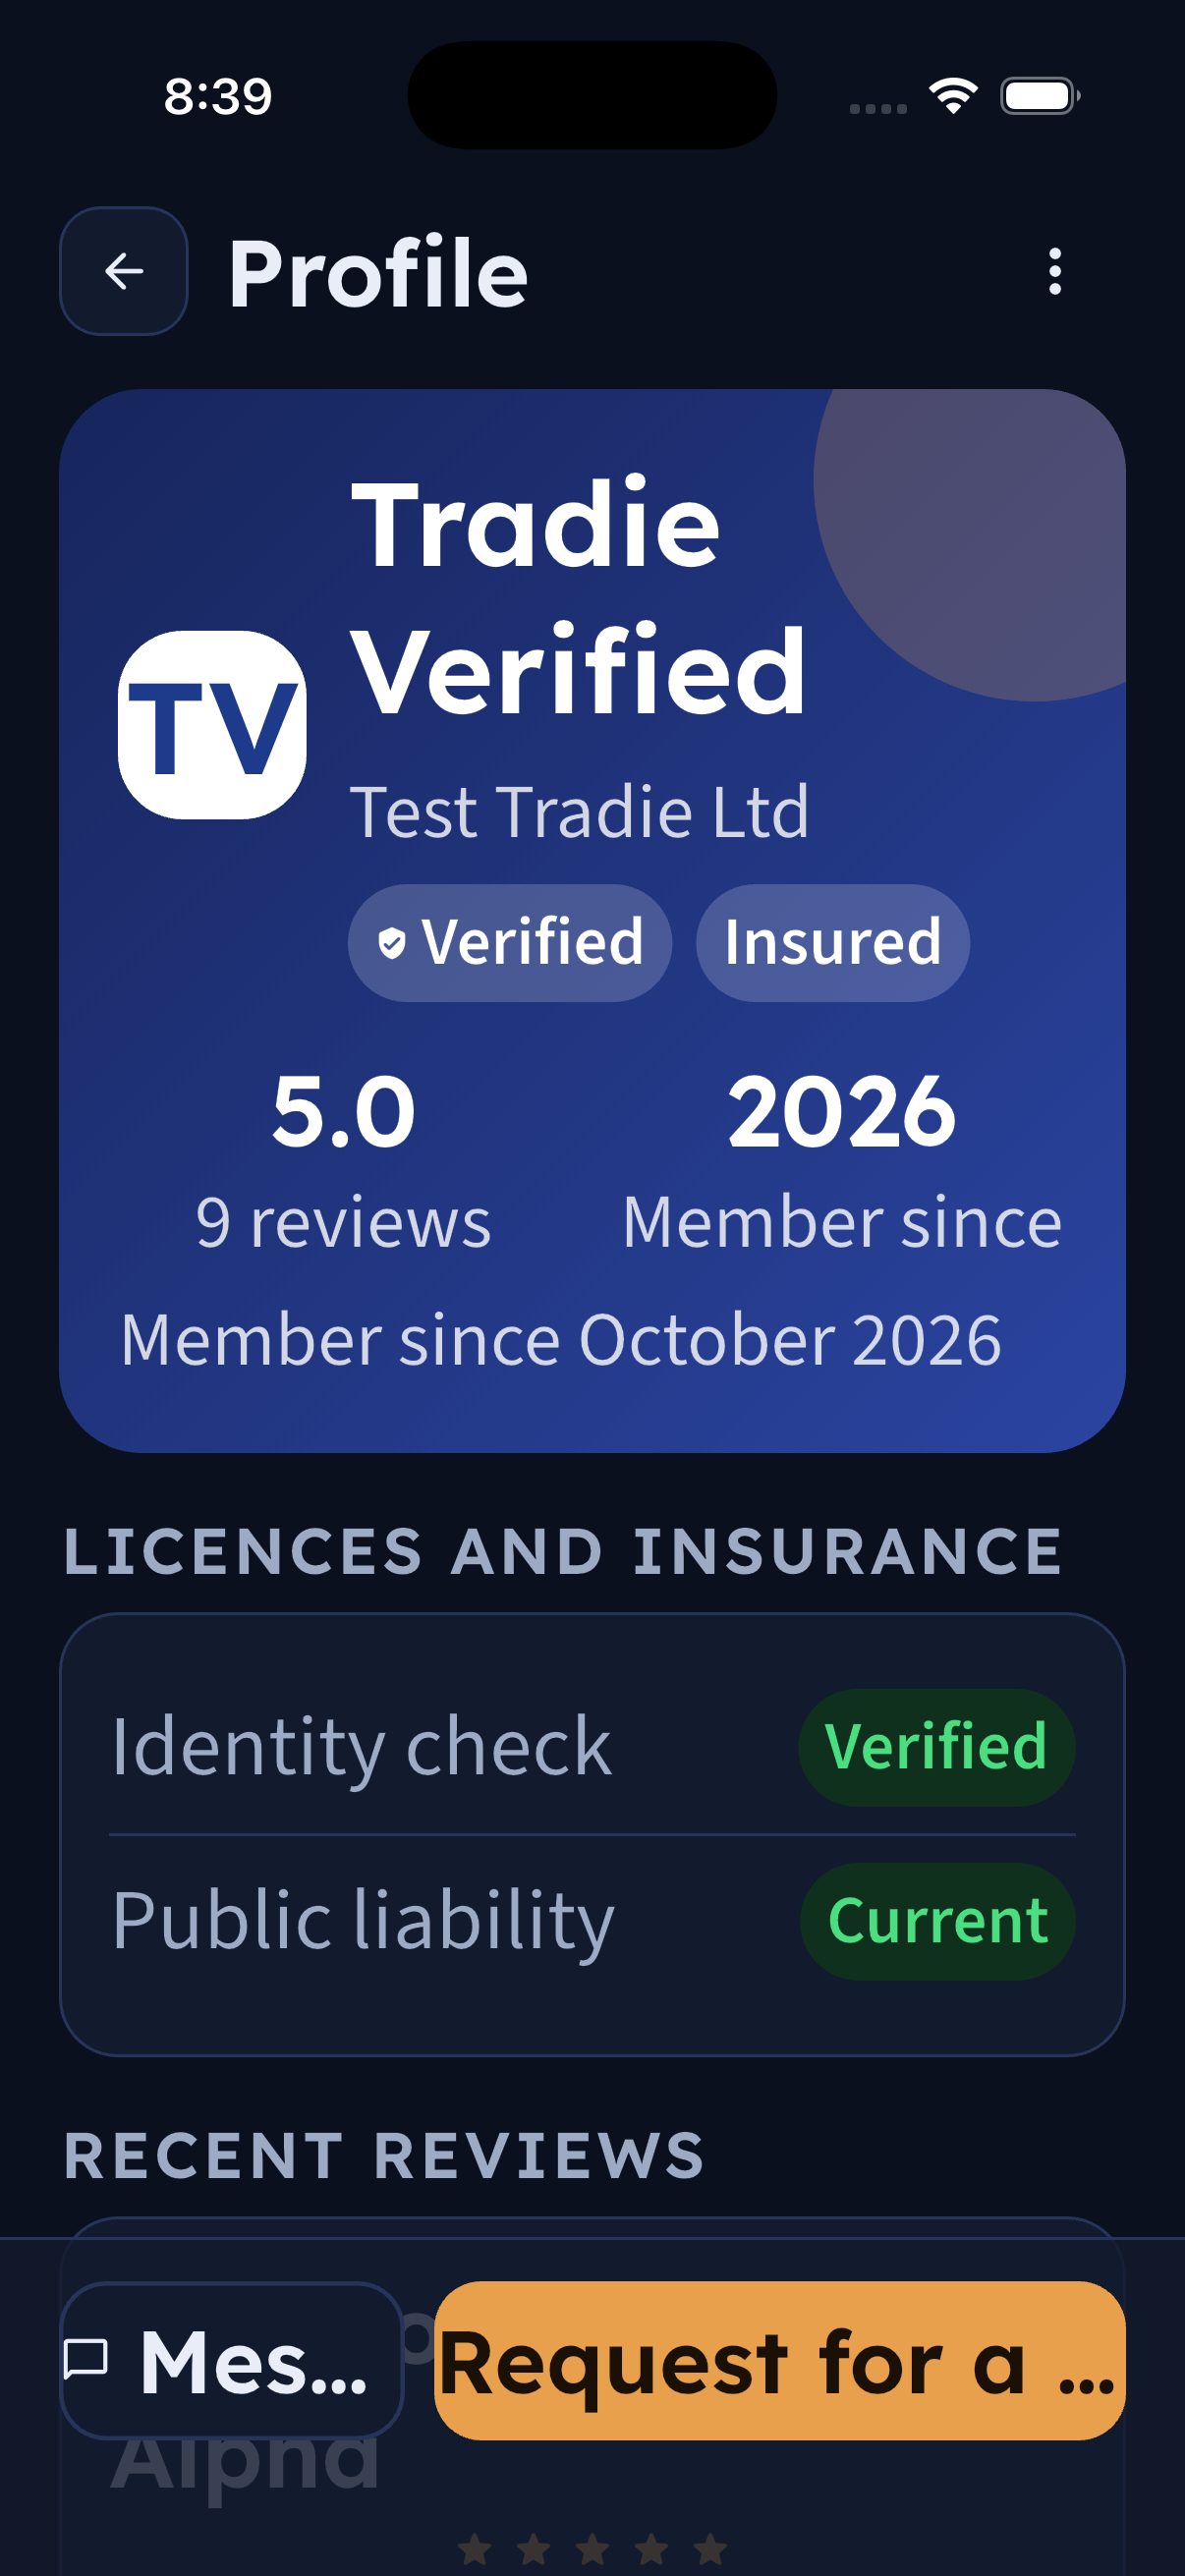 8:39
Profile
Tradie
Verified
TV
Test Tradie Ltd
Verified Insured
5.0 2026
9 reviews Member since
Member since October 2026
LICENCES AND INSURANCE
Identity check Verified
Public liability Current
RECENT REVIEWS
Mes... Request for a ...
Alpha